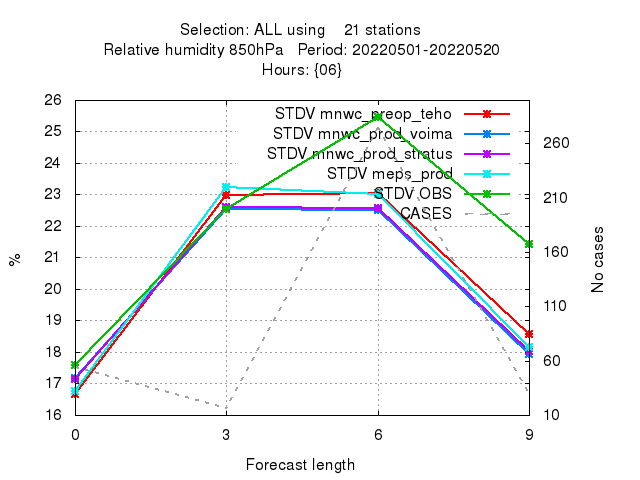 Selection: ALL using    21 stations
Relative humidity 850hPa   Period: 20220501-20220520
Hours: {06}
26
25
24
23
22
21
20
19
18
17
16
%
STDV mnwc_preop_teho
STDV mnwc_prod_voima
STDV mnwc_prod_stratus
STDV meps_prod
STDV OBS
CASES
260
210
160
110
60
10
No cases
0 3 6 9
Forecast length